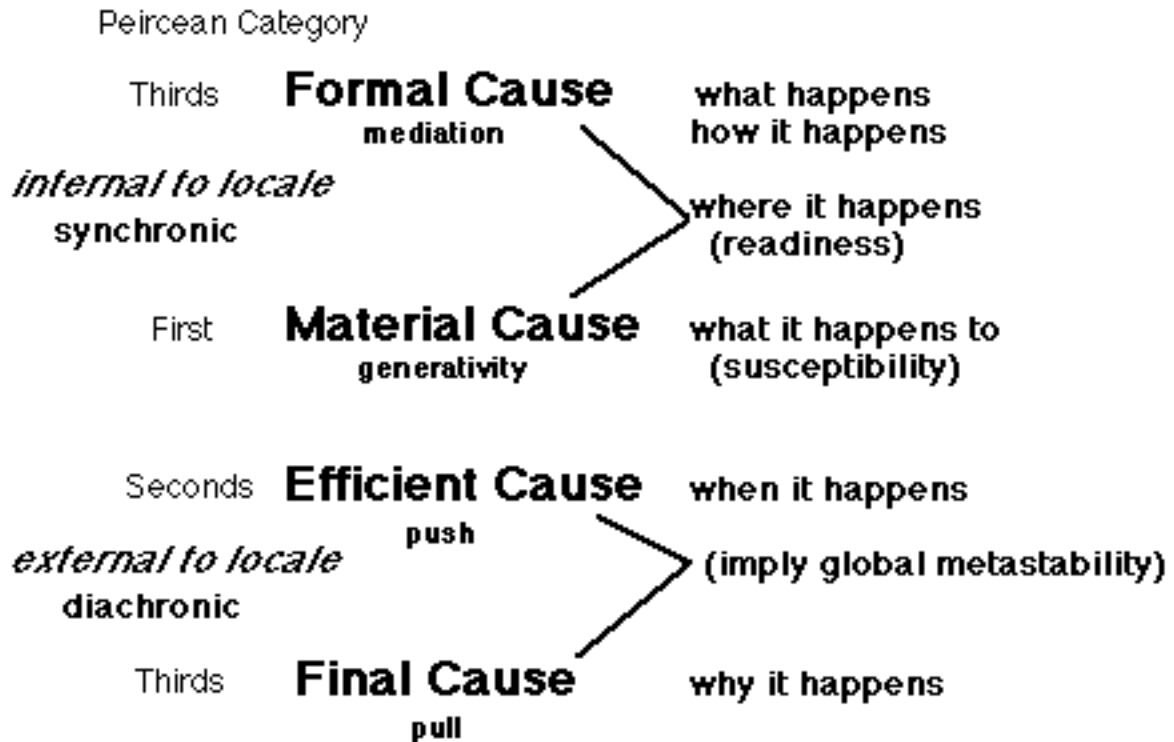 Peircean Category
Thirds Formal Cause what happens
mediation how it happens
internal to locale
synchronic
where it happens
(readiness)
First Material Cause what it happens to
generativity (susceptibility)
Seconds Efficient Cause when it happens
push
external to locale
diachronic
(imply global metastability)
Thirds Final Cause why it happens
pull